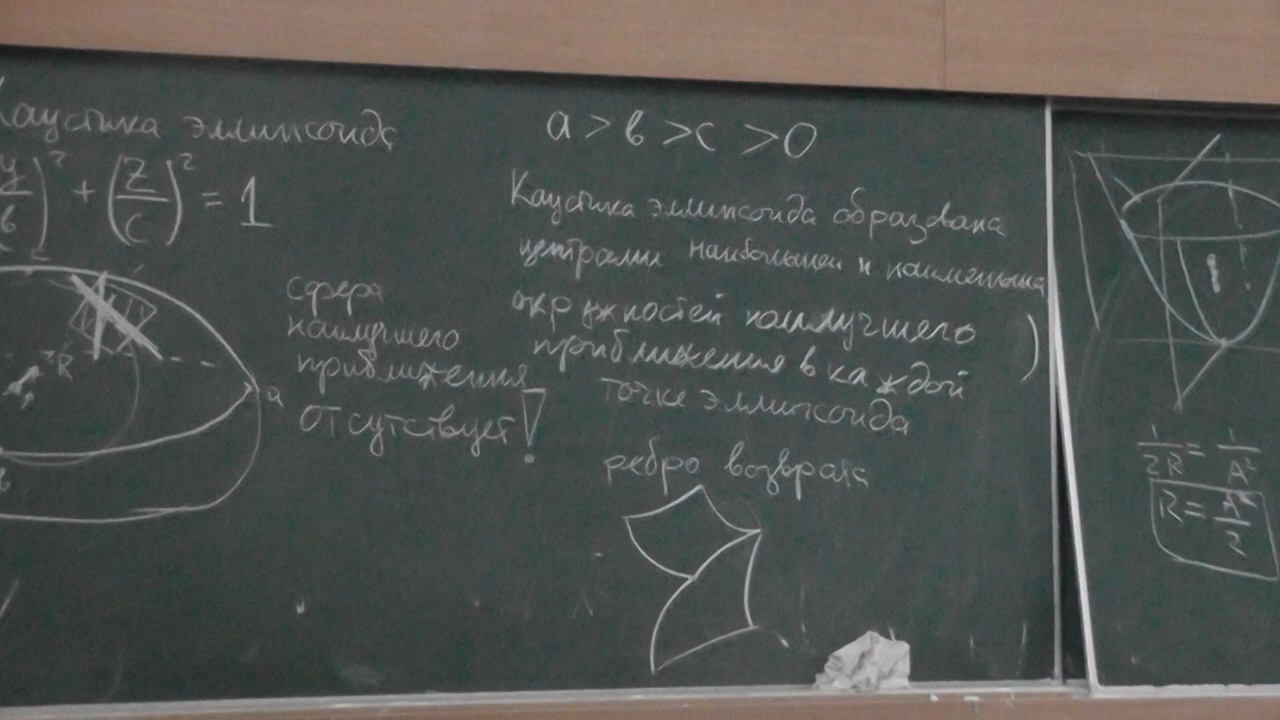 Каустика эллипсоида
(y/b)² + (z/c)² = 1
a > b > c > 0
Каустика эллипсоида образована
центрами наибольшей и наименьшей
окружностей наилучшего
приближения в каждой
точке эллипсоида
ребро возврата
сфера
наилучшего
приближения
отсутствует!
R
a
b
1/2R = 1/A²
R = A²/2